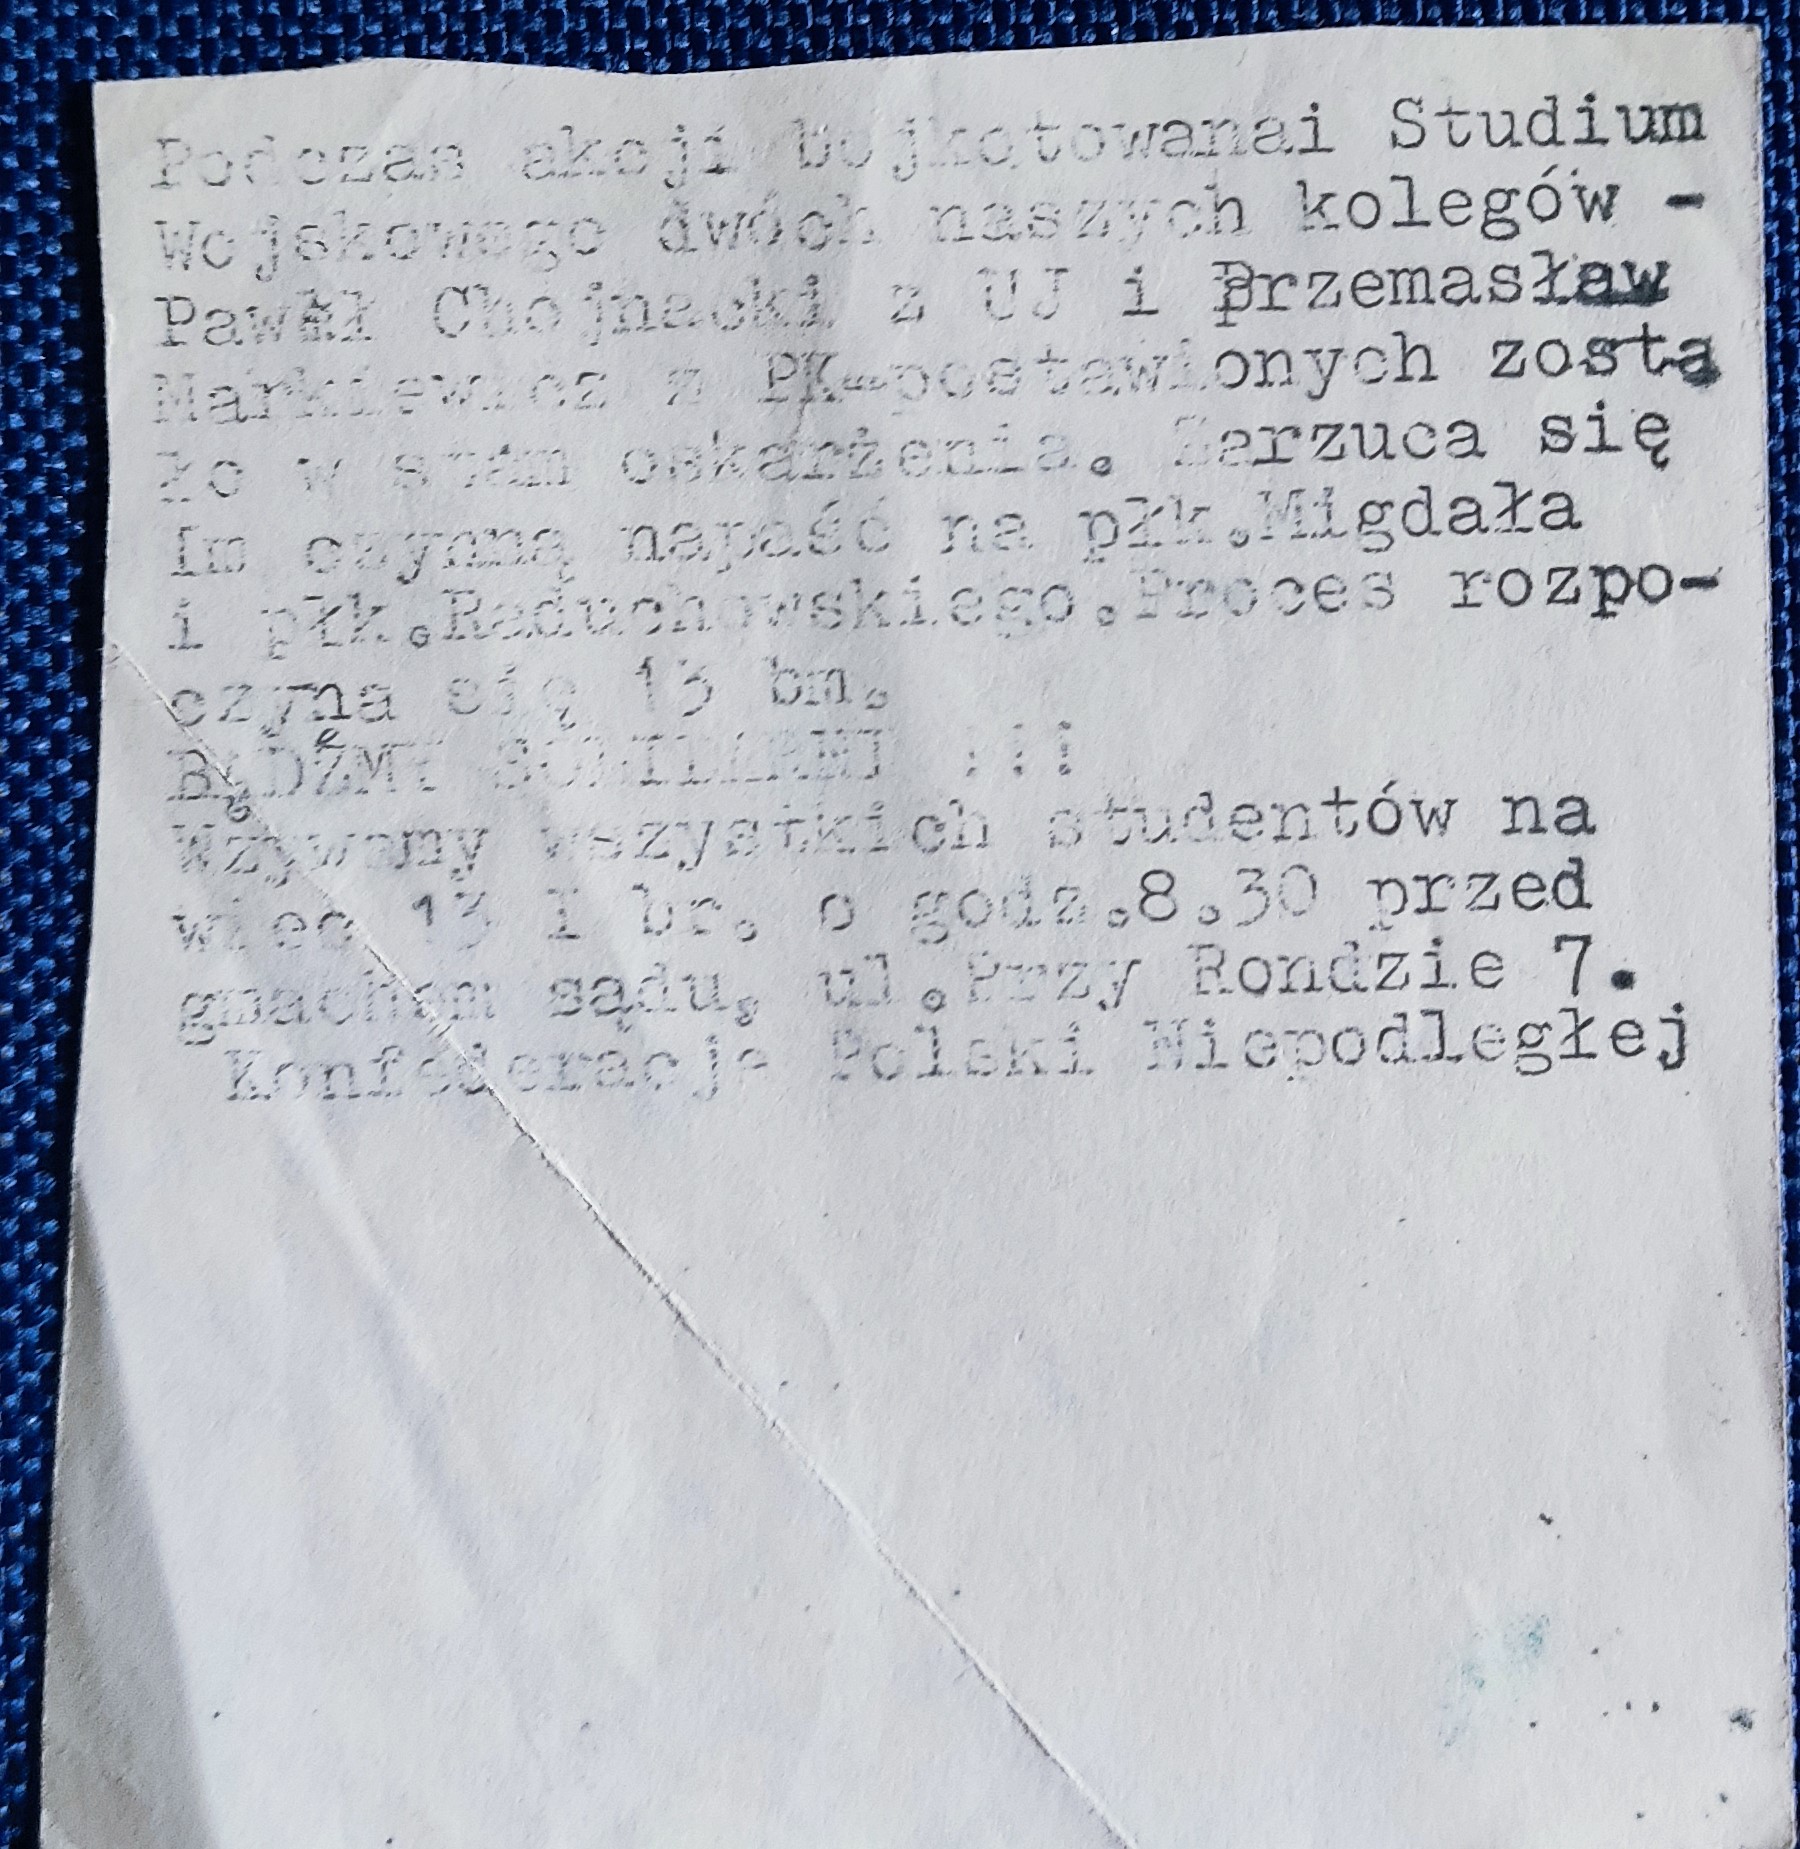 Podczas akcji bojkotowanai Studium
Wojskowego dwóch naszych kolegów -
Paweł Chojnacki z UJ i Przemasław
Markiewicz z PK-postawionych zosta
ło w stam oskarżenia. Zarzuca się
im czynną napaść na płk.Migdała
i płk.Raduchowskiego.Proces rozpo-
czyna się 13 bm.
BĄDŹMY SOLIDARNI !!!
Wzywamy wszystkich studentów na
wiec 13 I br. o godz.8.30 przed
gmachem sądu, ul.Przy Rondzie 7.
Konfederacja Polski Niepodległej